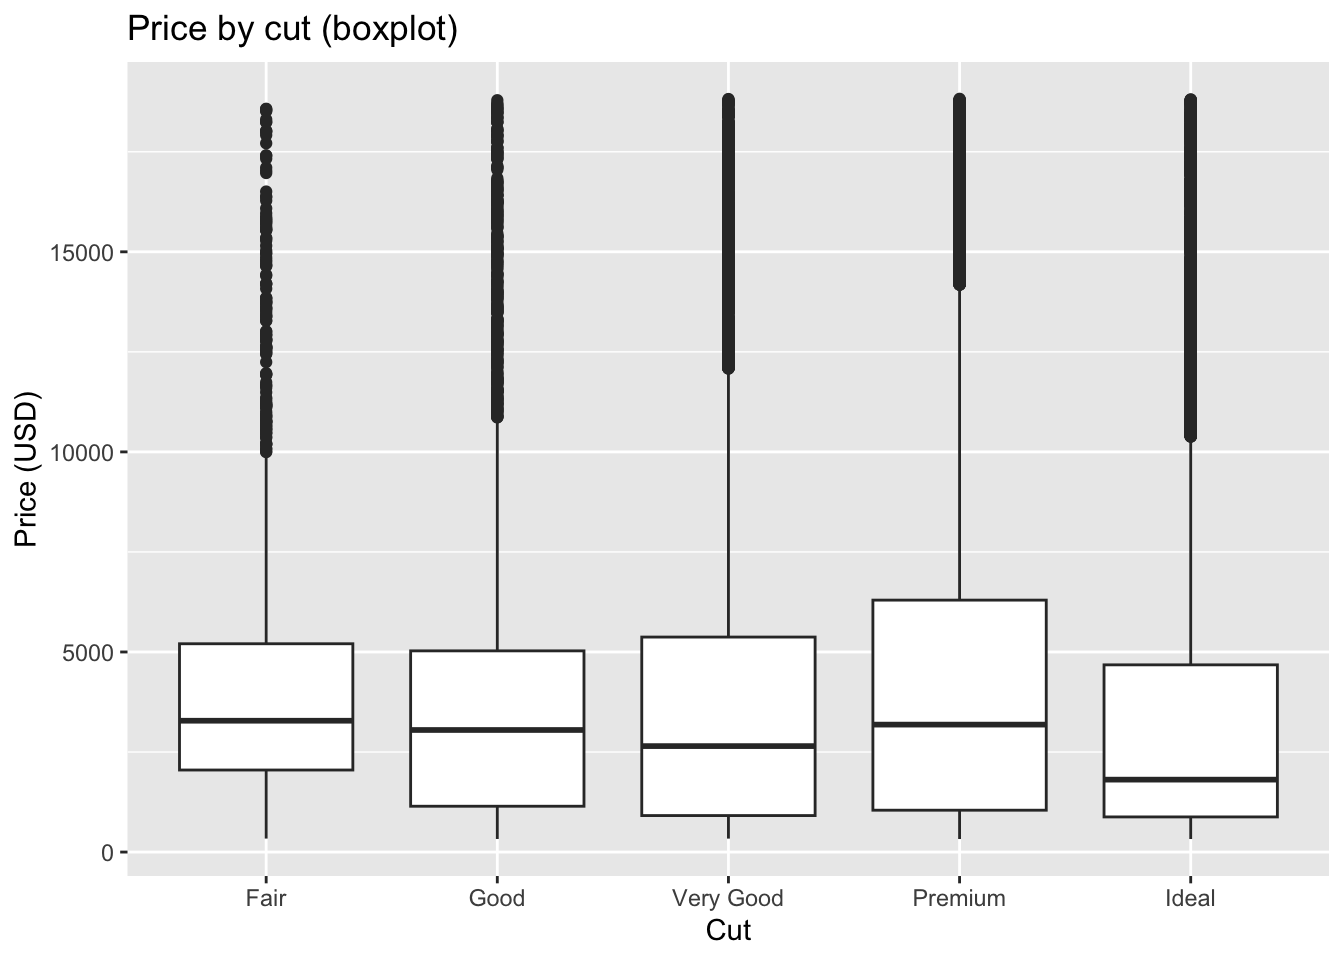 Price by cut (boxplot)
Price (USD)
15000
10000
5000
0
Fair Good Very Good Premium Ideal
Cut